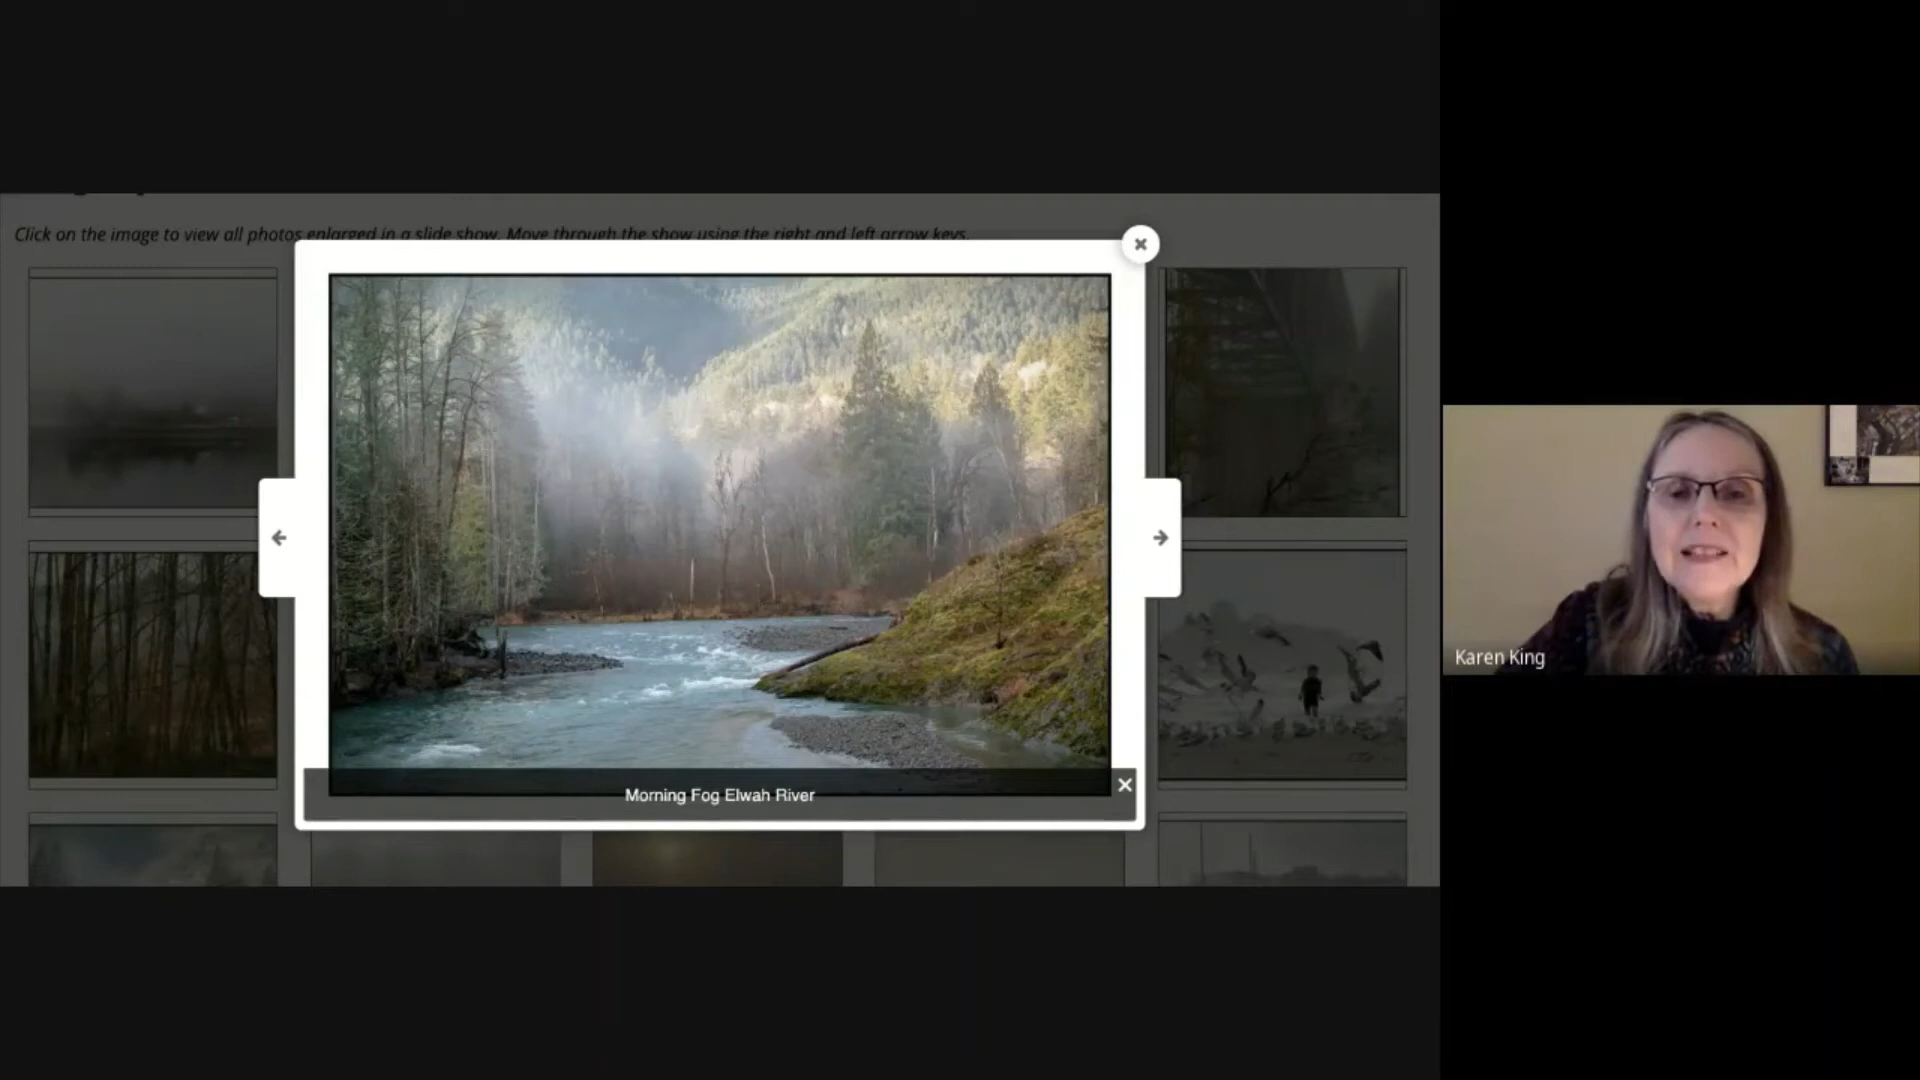 Click on the image to view all photos enlarged in a slide show. Move through the show using the right and left arrow keys.
Morning Fog Elwah River
Karen King